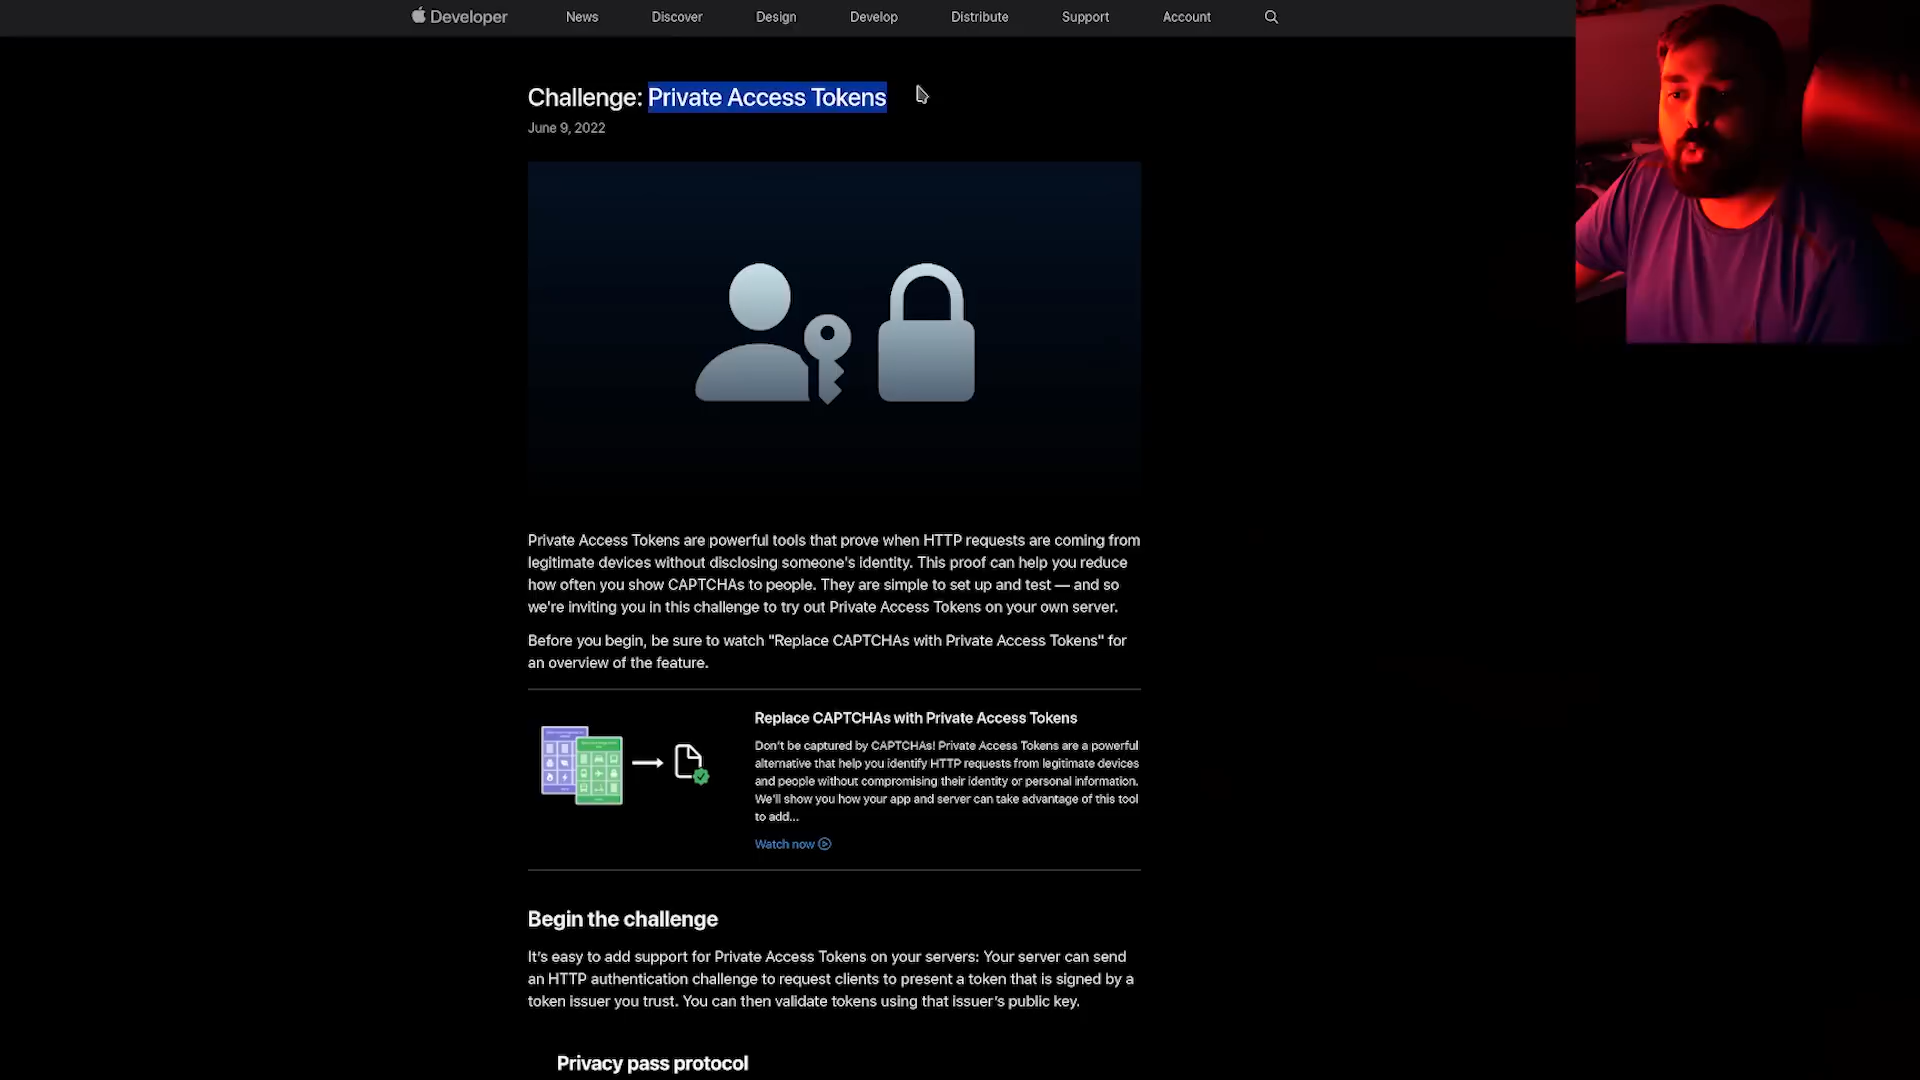 Developer
News
Discover
Design
Develop
Distribute
Support
Account
Challenge: Private Access Tokens
June 9, 2022
Private Access Tokens are powerful tools that prove when HTTP requests are coming from
legitimate devices without disclosing someone's identity. This proof can help you reduce
how often you show CAPTCHAs to people. They are simple to set up and test — and so
we're inviting you in this challenge to try out Private Access Tokens on your own server.
Before you begin, be sure to watch "Replace CAPTCHAs with Private Access Tokens" for
an overview of the feature.
Replace CAPTCHAs with Private Access Tokens
Don't be captured by CAPTCHAs! Private Access Tokens are a powerful
alternative that help you identify HTTP requests from legitimate devices
and people without compromising their identity or personal information.
We'll show you how your app and server can take advantage of this tool
to add...
Watch now
Begin the challenge
It's easy to add support for Private Access Tokens on your servers: Your server can send
an HTTP authentication challenge to request clients to present a token that is signed by a
token issuer you trust. You can then validate tokens using that issuer's public key.
Privacy pass protocol